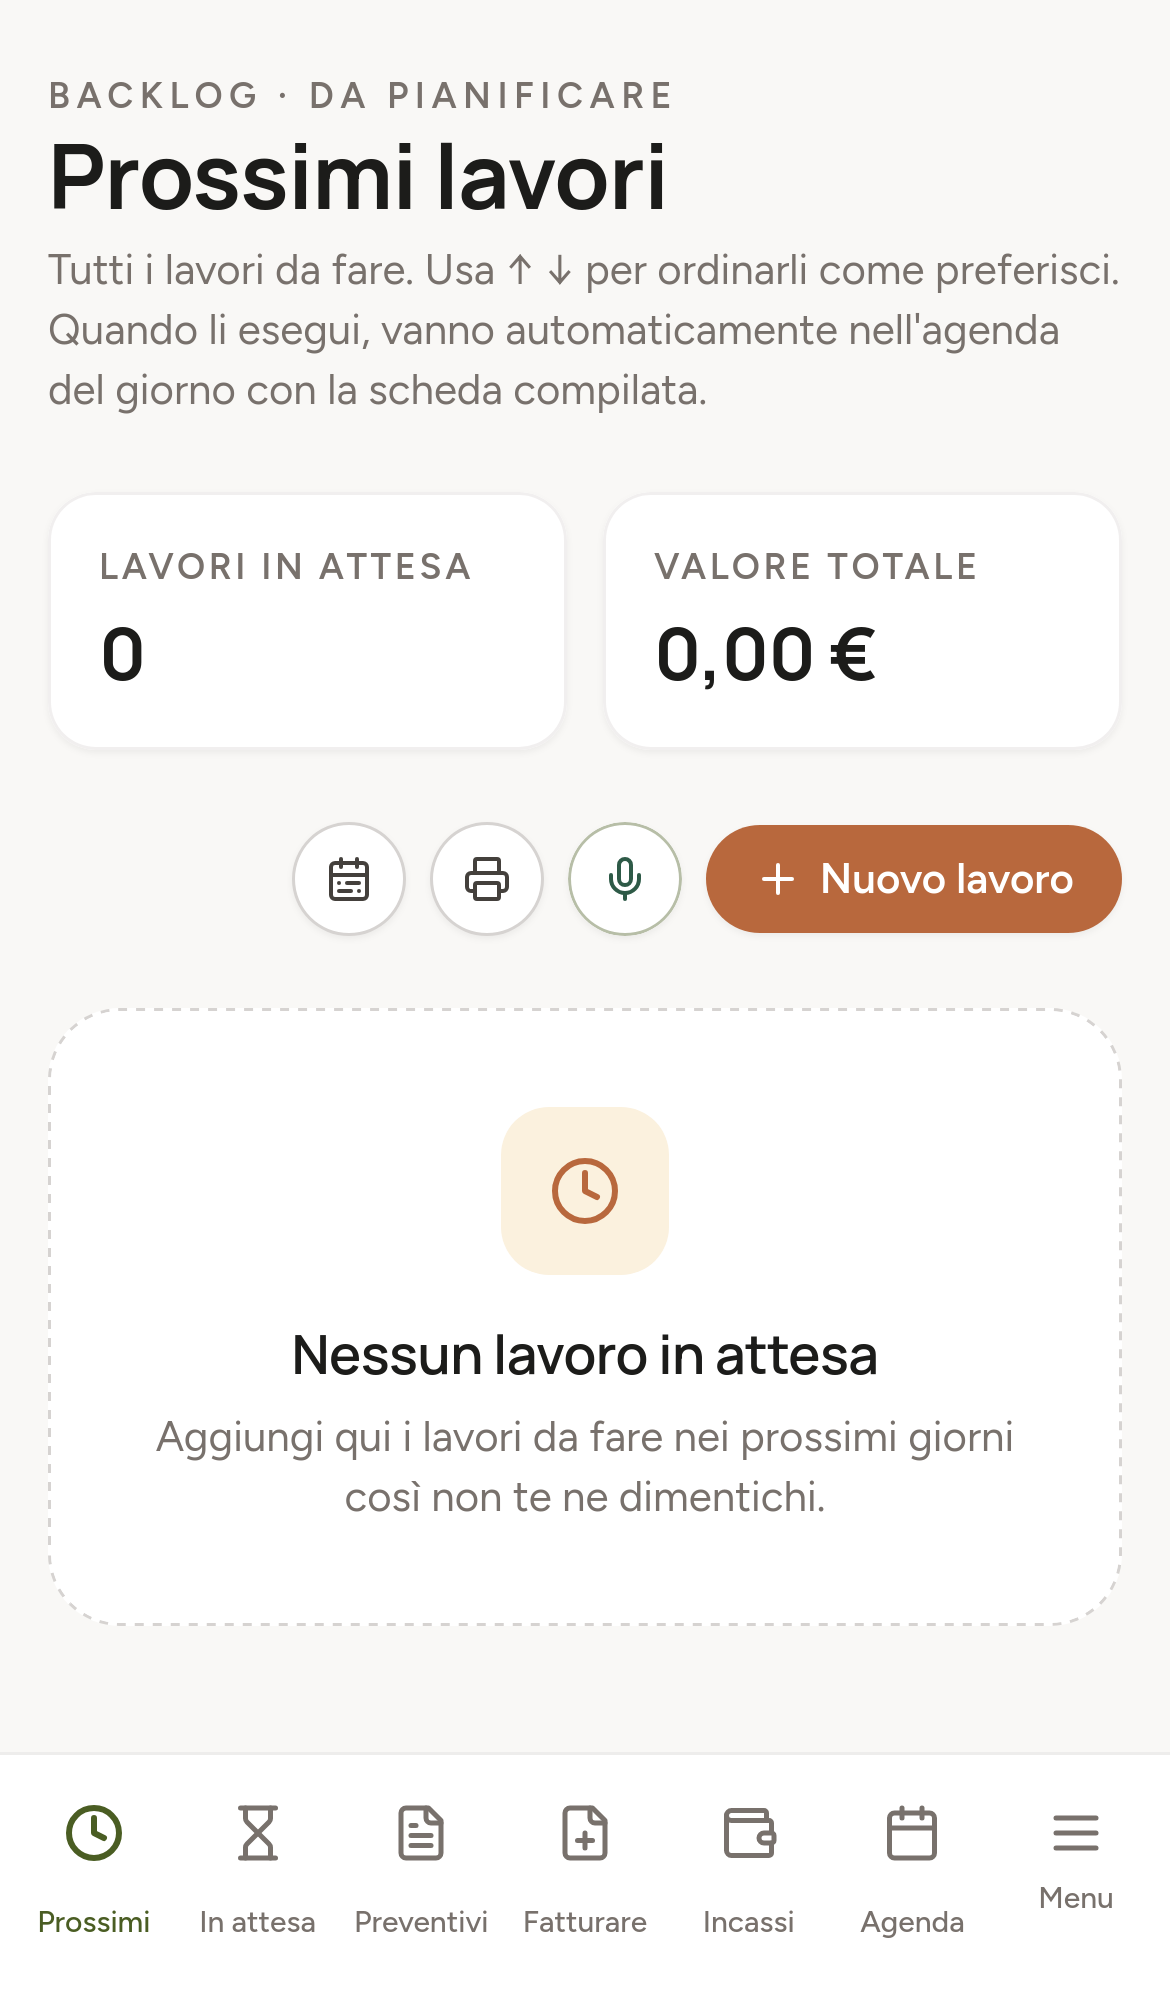 BACKLOG · DA PIANIFICARE
Prossimi lavori
Tutti i lavori da fare. Usa ↑ ↓ per ordinarli come preferisci.
Quando li esegui, vanno automaticamente nell'agenda
del giorno con la scheda compilata.
LAVORI IN ATTESA
0
VALORE TOTALE
0,00 €
+ Nuovo lavoro
Nessun lavoro in attesa
Aggiungi qui i lavori da fare nei prossimi giorni
così non te ne dimentichi.
Prossimi
In attesa
Preventivi
Fatturare
Incassi
Agenda
Menu